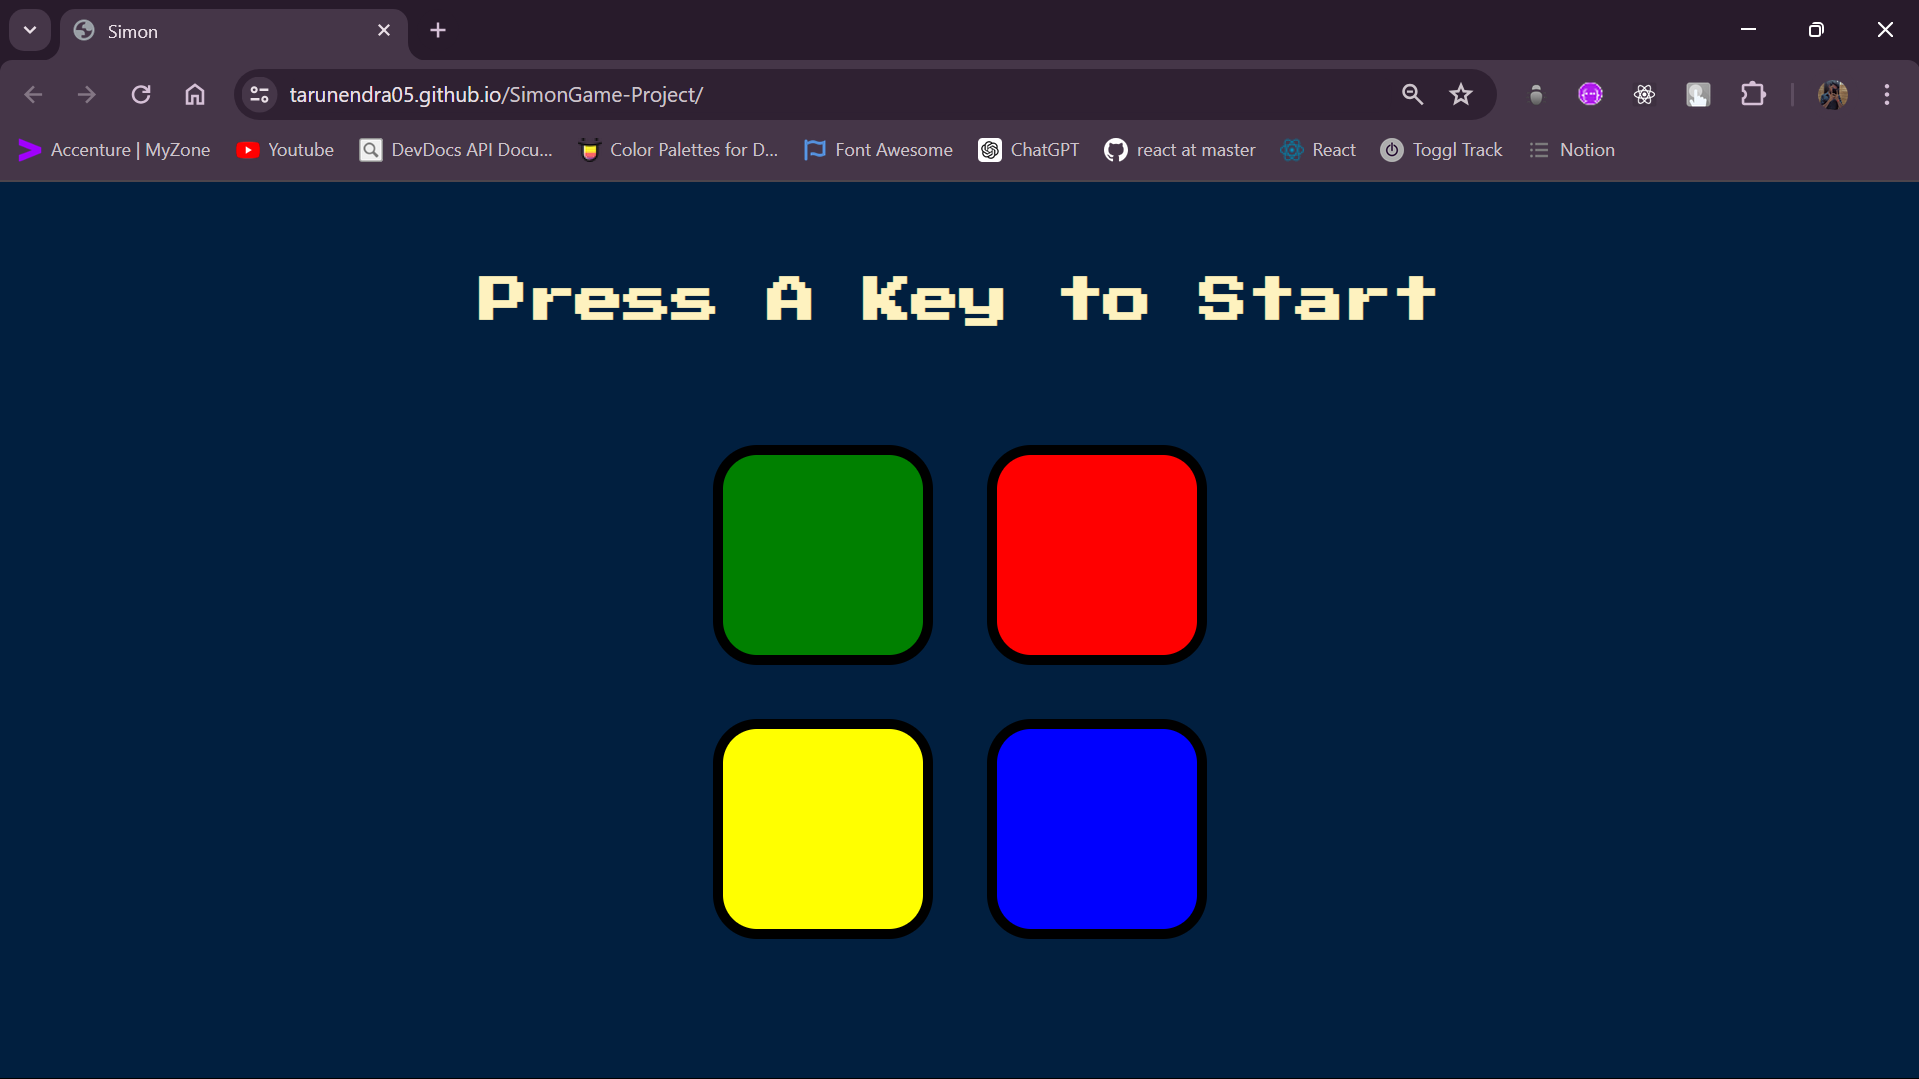 Simon
tarunendra05.github.io/SimonGame-Project/
Accenture | MyZone Youtube DevDocs API Docu... Color Palettes for D... Font Awesome ChatGPT react at master React Toggl Track Notion
Press A Key to Start